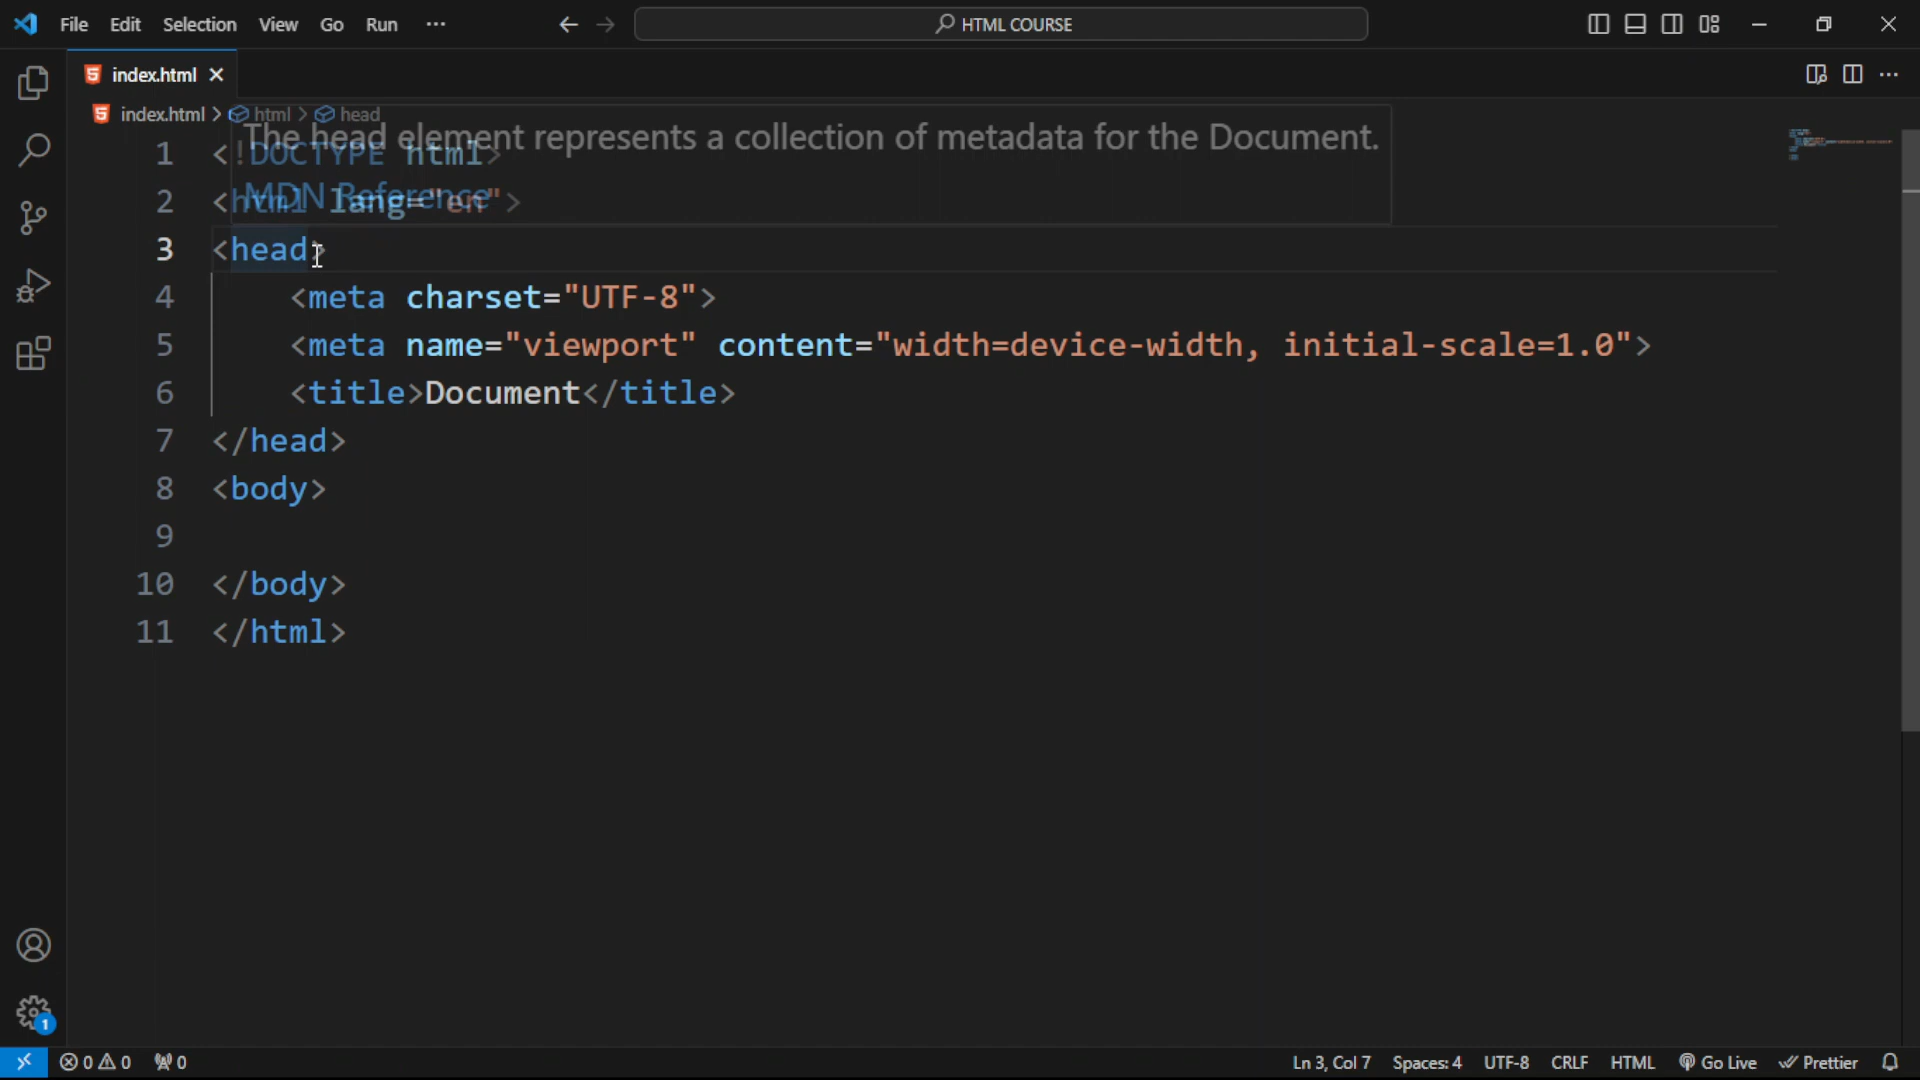 File Edit Selection View Go Run ··· HTML COURSE
index.html
index.html > html > head
The head element represents a collection of metadata for the Document.
MDN Reference
1 <!DOCTYPE html>
2 <html lang="en">
3 <head>
4 <meta charset="UTF-8">
5 <meta name="viewport" content="width=device-width, initial-scale=1.0">
6 <title>Document</title>
7 </head>
8 <body>
9
10 </body>
11 </html>
1
0 0 0 Ln 3, Col 7 Spaces: 4 UTF-8 CRLF HTML Go Live Prettier